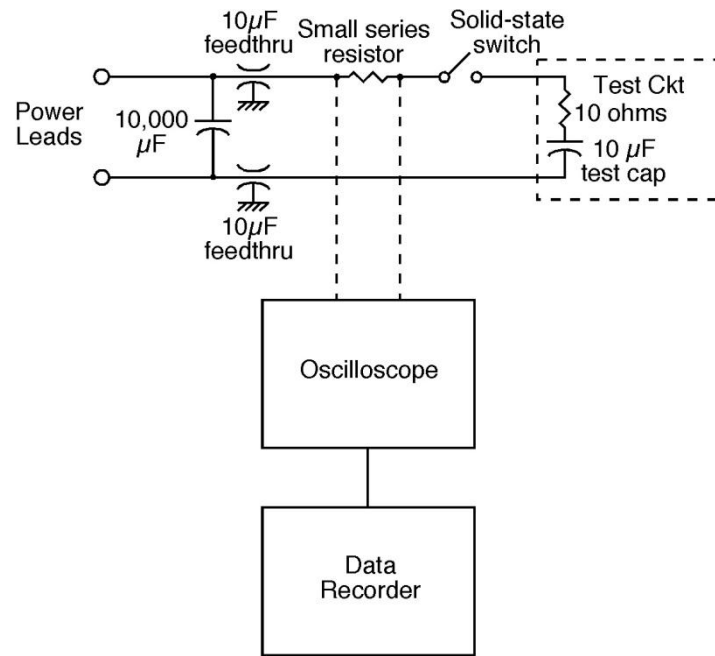 10µF
feedthru
Small series
resistor
Solid-state
switch
Power
Leads
10,000
µF
Test Ckt
10 ohms
10 µF
test cap
10µF
feedthru
Oscilloscope
Data
Recorder